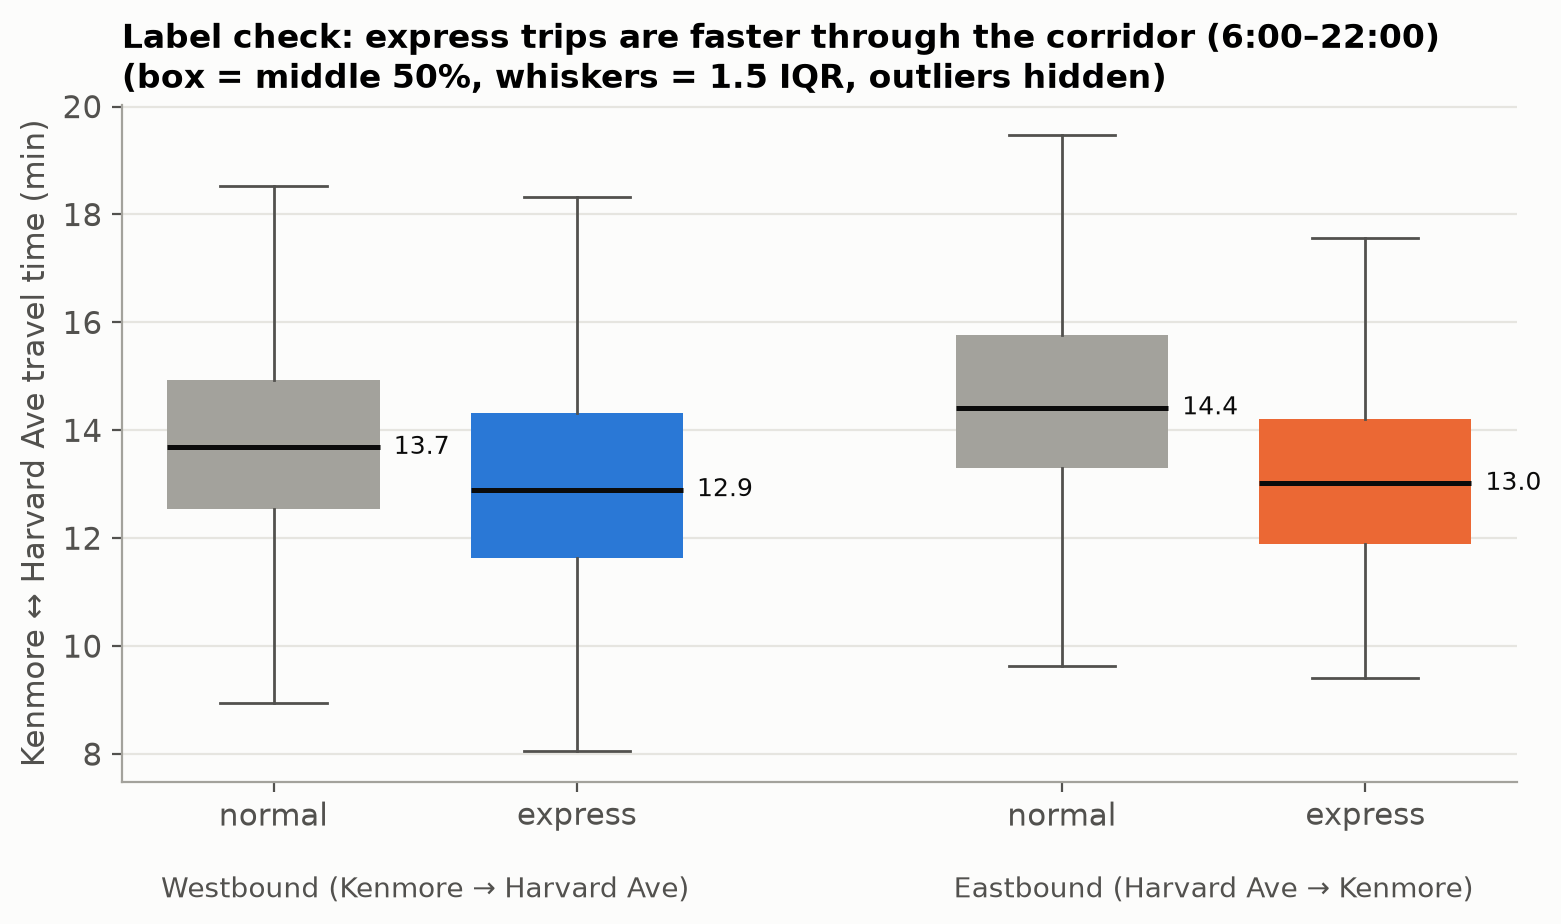 Label check: express trips are faster through the corridor (6:00–22:00)
(box = middle 50%, whiskers = 1.5 IQR, outliers hidden)
Kenmore ↔ Harvard Ave travel time (min)
20
18
16
14
12
10
8
13.7
12.9
14.4
13.0
normal
express
normal
express
Westbound (Kenmore → Harvard Ave)
Eastbound (Harvard Ave → Kenmore)